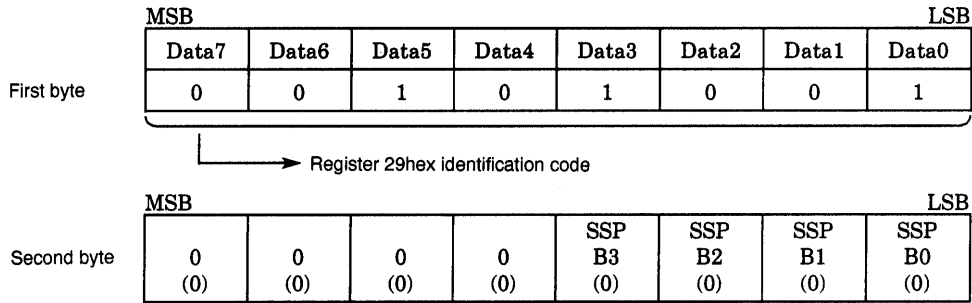 MSB LSB
Data7 Data6 Data5 Data4 Data3 Data2 Data1 Data0
First byte 0 0 1 0 1 0 0 1
Register 29hex identification code
MSB LSB
SSP SSP SSP SSP
Second byte 0 0 0 0 B3 B2 B1 B0
(0) (0) (0) (0) (0) (0) (0) (0)